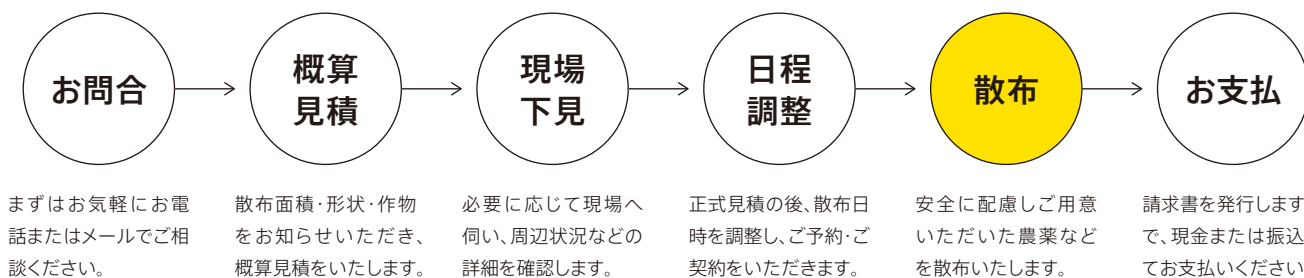 お問合
概算
見積
現場
下見
日程
調整
散布
お支払
まずはお気軽にお電
話またはメールでご相
談ください。
散布面積・形状・作物
をお知らせいただき、
概算見積をいたします。
必要に応じて現場へ
伺い、周辺状況などの
詳細を確認します。
正式見積の後、散布日
時を調整し、ご予約・ご
契約をいただきます。
安全に配慮しご用意
いただいた農薬など
を散布いたします。
請求書を発行します
で、現金または振込
てお支払いください